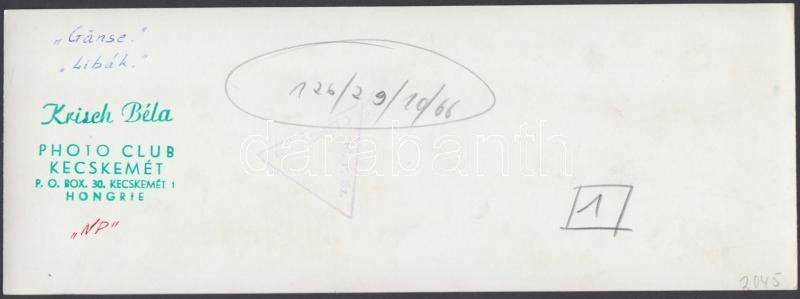 „Gänse."
„Libák."
Krisch Béla
PHOTO CLUB
KECSKEMÉT
P. O. BOX. 30. KECSKEMÉT 1
HONGRIE
„NP"
126/29/10/66
1
2045
darabanth